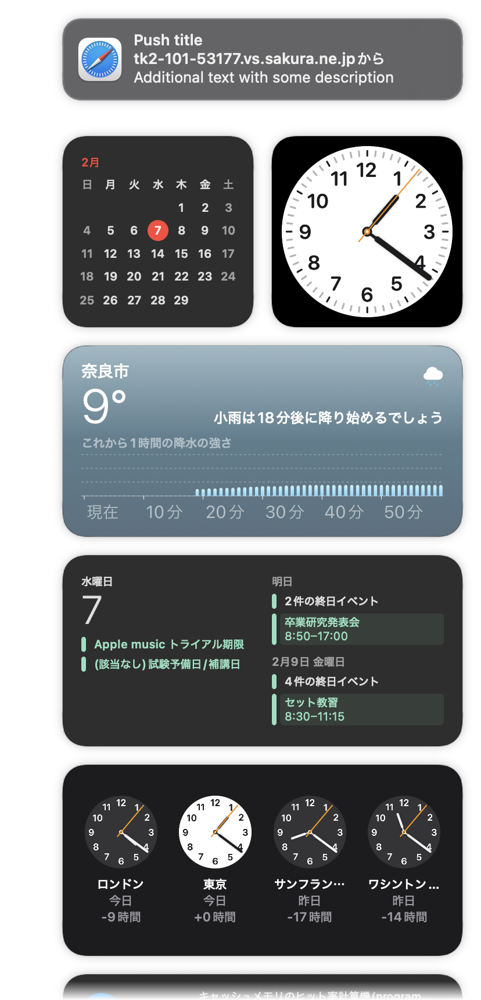 Push title
tk2-101-53177.vs.sakura.ne.jpから
Additional text with some description
2月
日 月 火 水 木 金 土
1 2 3
4 5 6 7 8 9 10
11 12 13 14 15 16 17
18 19 20 21 22 23 24
25 26 27 28 29
12
11 1
10 2
9 3
8 4
7 5
6
奈良市
9°
小雨は18分後に降り始めるでしょう
これから1時間の降水の強さ
現在 10分 20分 30分 40分 50分
水曜日
7
Apple music トライアル期限
(該当なし) 試験予備日/補講日
明日
2件の終日イベント
卒業研究発表会
8:50–17:00
2月9日 金曜日
4件の終日イベント
セット教習
8:30–11:15
12 12 12 12
11 1 11 1 11 1 11 1
10 2 10 2 10 2 10 2
9 3 9 3 9 3 9 3
8 4 8 4 8 4 8 4
7 5 7 5 7 5 7 5
6 6 6 6
ロンドン 東京 サンフラン… ワシントン…
今日 今日 昨日 昨日
-9時間 +0時間 -17時間 -14時間
キャッシュメモリのヒット率計算機(program